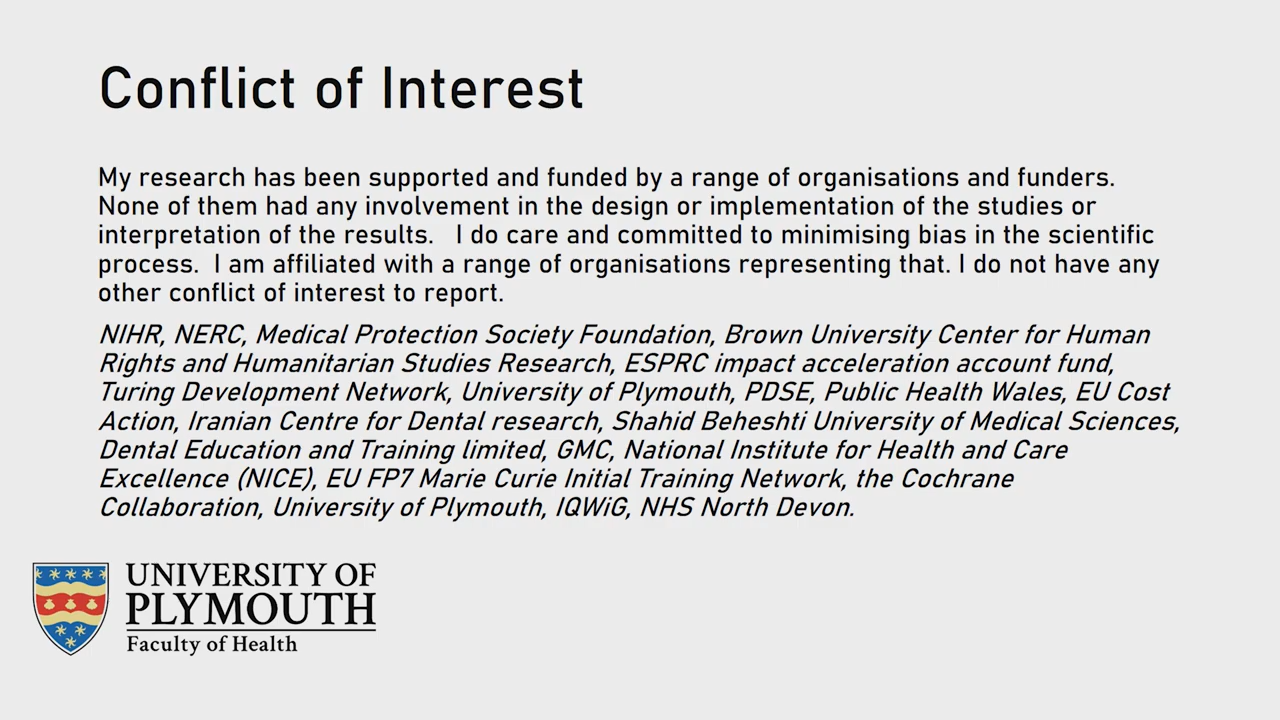 Conflict of Interest
My research has been supported and funded by a range of organisations and funders.
None of them had any involvement in the design or implementation of the studies or
interpretation of the results.   I do care and committed to minimising bias in the scientific
process.  I am affiliated with a range of organisations representing that. I do not have any
other conflict of interest to report.
NIHR, NERC, Medical Protection Society Foundation, Brown University Center for Human
Rights and Humanitarian Studies Research, ESPRC impact acceleration account fund,
Turing Development Network, University of Plymouth, PDSE, Public Health Wales, EU Cost
Action, Iranian Centre for Dental research, Shahid Beheshti University of Medical Sciences,
Dental Education and Training limited, GMC, National Institute for Health and Care
Excellence (NICE), EU FP7 Marie Curie Initial Training Network, the Cochrane
Collaboration, University of Plymouth, IQWiG, NHS North Devon.
UNIVERSITY OF
PLYMOUTH
Faculty of Health